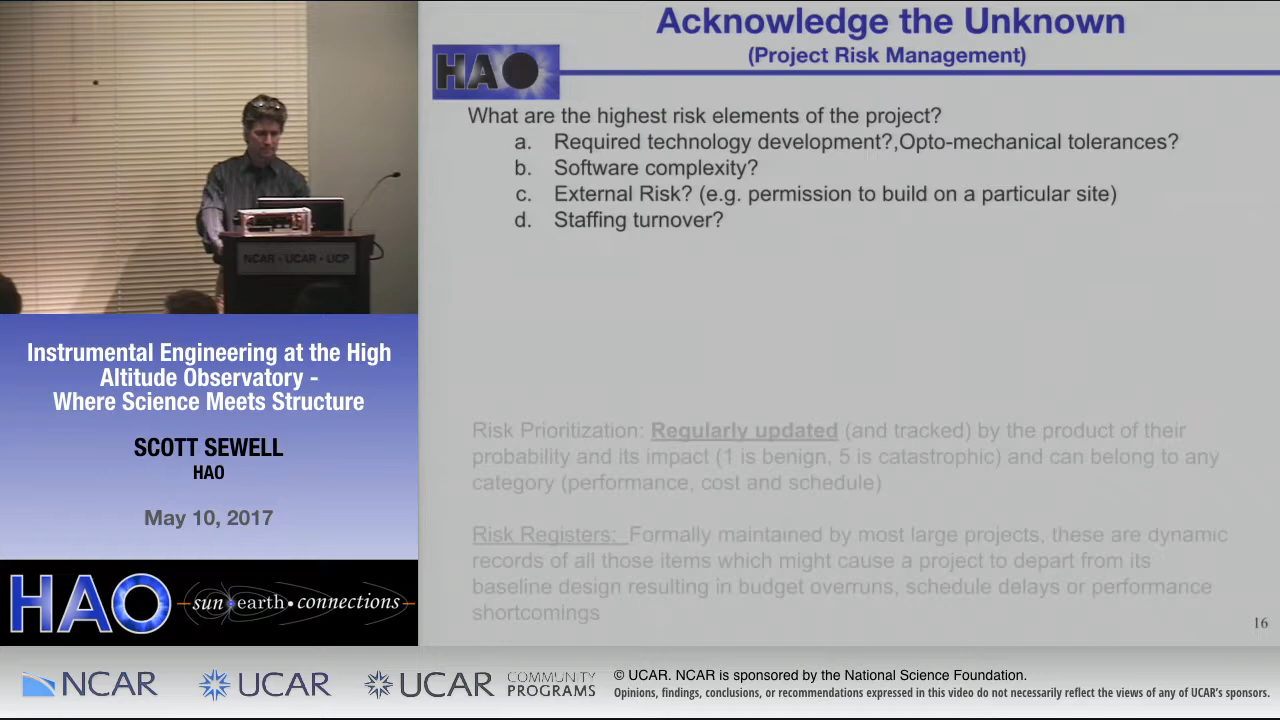 Acknowledge the Unknown
(Project Risk Management)
HAO
What are the highest risk elements of the project?
a. Required technology development?,Opto-mechanical tolerances?
b. Software complexity?
c. External Risk? (e.g. permission to build on a particular site)
d. Staffing turnover?
Risk Prioritization: Regularly updated (and tracked) by the product of their
probability and its impact (1 is benign, 5 is catastrophic) and can belong to any
category (performance, cost and schedule)
Risk Registers: Formally maintained by most large projects, these are dynamic
records of all those items which might cause a project to depart from its
baseline design resulting in budget overruns, schedule delays or performance
shortcomings
16
NCAR • UCAR • UCP
Instrumental Engineering at the High
Altitude Observatory -
Where Science Meets Structure
SCOTT SEWELL
HAO
May 10, 2017
HAO sun•earth•connections
NCAR
UCAR
UCAR
COMMUNITY
PROGRAMS
© UCAR. NCAR is sponsored by the National Science Foundation.
Opinions, findings, conclusions, or recommendations expressed in this video do not necessarily reflect the views of any of UCAR's sponsors.